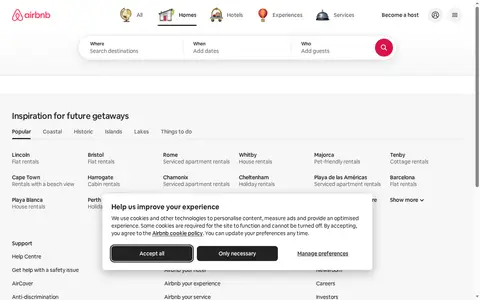 airbnb
All
Homes
Hotels
Experiences
Services
Become a host
Where
Search destinations
When
Add dates
Who
Add guests
Inspiration for future getaways
Popular
Coastal
Historic
Islands
Lakes
Things to do
Lincoln
Flat rentals
Bristol
Flat rentals
Rome
Serviced apartment rentals
Whitby
House rentals
Majorca
Pet-friendly rentals
Tenby
Cottage rentals
Cape Town
Rentals with a beach view
Harrogate
Cabin rentals
Chamonix
Serviced apartment rentals
Cheltenham
Holiday rentals
Playa de las Américas
Serviced apartment rentals
Barcelona
Flat rentals
Playa Blanca
House rentals
Perth
Show more
Help us improve your experience
We use cookies and other technologies to personalise content, measure ads and provide an optimised
experience. Some cookies are required for the site to function and cannot be turned off. By accepting,
you agree to the Airbnb cookie policy. You can update your preferences any time.
Accept all
Only necessary
Manage preferences
Support
Help Centre
Get help with a safety issue
AirCover
Airbnb your experience
Careers
Anti-discrimination
Airbnb your service
Investors